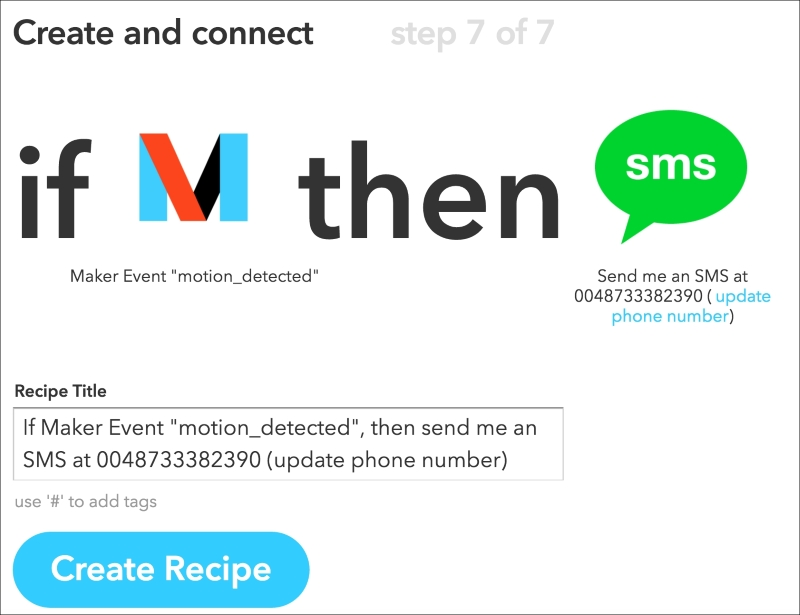 Create and connect step 7 of 7
if M then sms
Maker Event "motion_detected"
Send me an SMS at
0048733382390 ( update
phone number)
Recipe Title
If Maker Event "motion_detected", then send me an
SMS at 0048733382390 (update phone number)
use '#' to add tags
Create Recipe